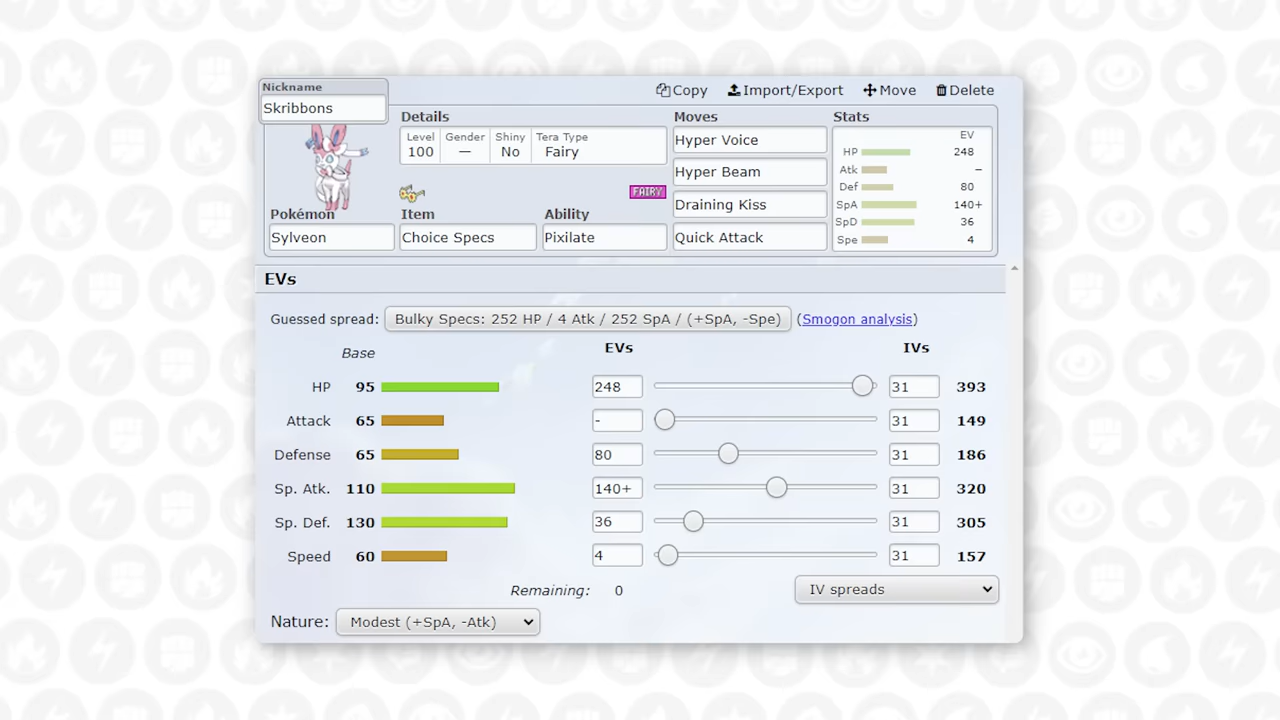 Nickname
Skribbons
Copy Import/Export Move Delete
Details
Level Gender Shiny Tera Type
100 — No Fairy
FAIRY
Pokémon Item Ability
Sylveon Choice Specs Pixilate
Moves
Hyper Voice
Hyper Beam
Draining Kiss
Quick Attack
Stats
EV
HP 248
Atk –
Def 80
SpA 140+
SpD 36
Spe 4
EVs
Guessed spread: Bulky Specs: 252 HP / 4 Atk / 252 SpA / (+SpA, -Spe) (Smogon analysis)
Base EVs IVs
HP 95 248 31 393
Attack 65 - 31 149
Defense 65 80 31 186
Sp. Atk. 110 140+ 31 320
Sp. Def. 130 36 31 305
Speed 60 4 31 157
Remaining: 0 IV spreads
Nature: Modest (+SpA, -Atk)